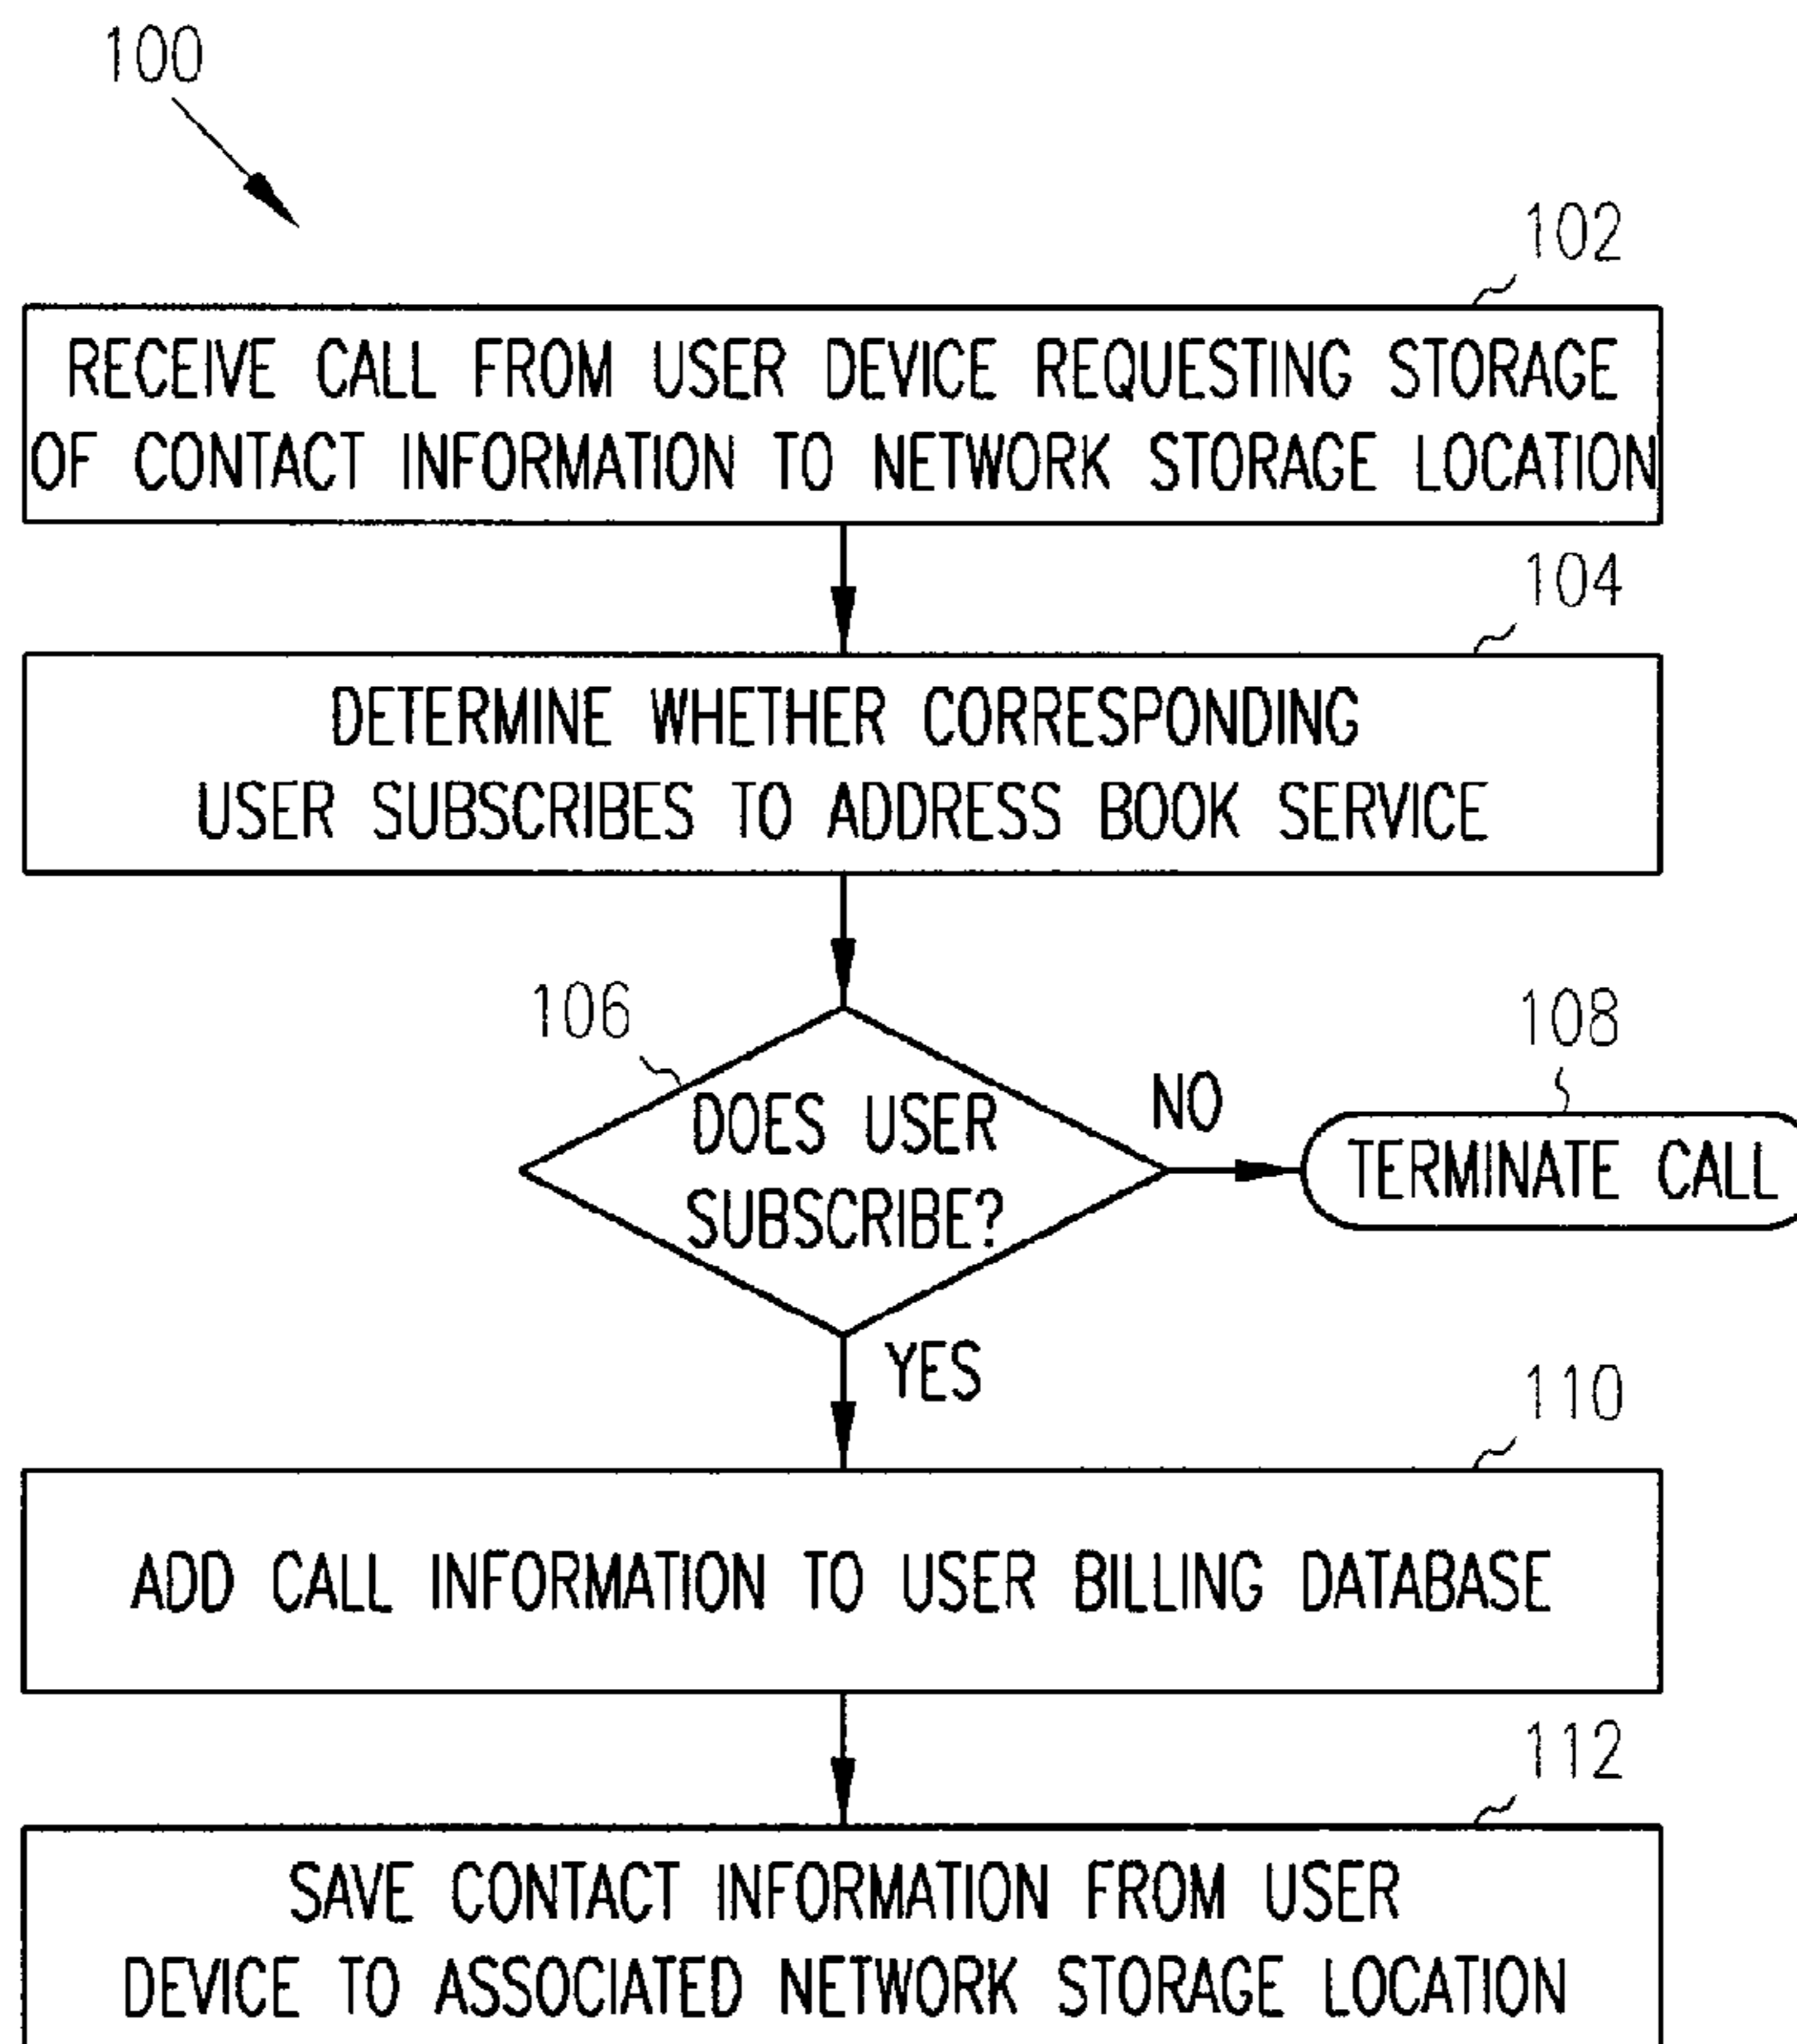 100
102
RECEIVE CALL FROM USER DEVICE REQUESTING STORAGE
OF CONTACT INFORMATION TO NETWORK STORAGE LOCATION
104
DETERMINE WHETHER CORRESPONDING
USER SUBSCRIBES TO ADDRESS BOOK SERVICE
106
DOES USER
SUBSCRIBE?
NO
108
TERMINATE CALL
YES
110
ADD CALL INFORMATION TO USER BILLING DATABASE
112
SAVE CONTACT INFORMATION FROM USER
DEVICE TO ASSOCIATED NETWORK STORAGE LOCATION